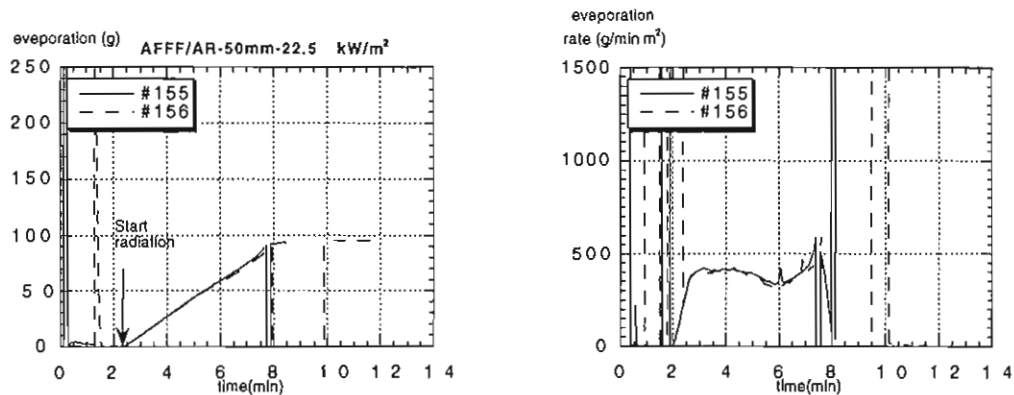 eveporation (g)
AFFF/AR-50mm-22.5 kW/m²
250
200
150
100
50
0
#155
#156
Start
radiation
0 2 4 6 8 10 12 14
time(min)
evaporation
rate (g/min m²)
1500
1000
500
0
#155
#156
0 2 4 6 8 10 12 14
time(min)